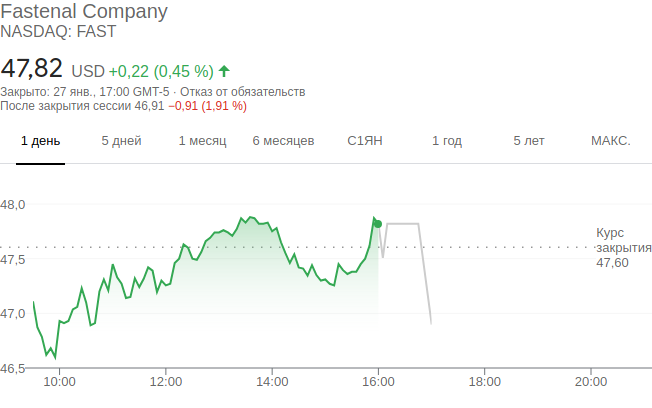 Fastenal Company
NASDAQ: FAST
47,82 USD +0,22 (0,45 %)
Закрыто: 27 янв., 17:00 GMT-5 · Отказ от обязательств
После закрытия сессии 46,91 −0,91 (1,91 %)
1 день 5 дней 1 месяц 6 месяцев С1ЯН 1 год 5 лет МАКС.
48,0
Курс
закрытия
47,60
47,5
47,0
46,5
10:00 12:00 14:00 16:00 18:00 20:00